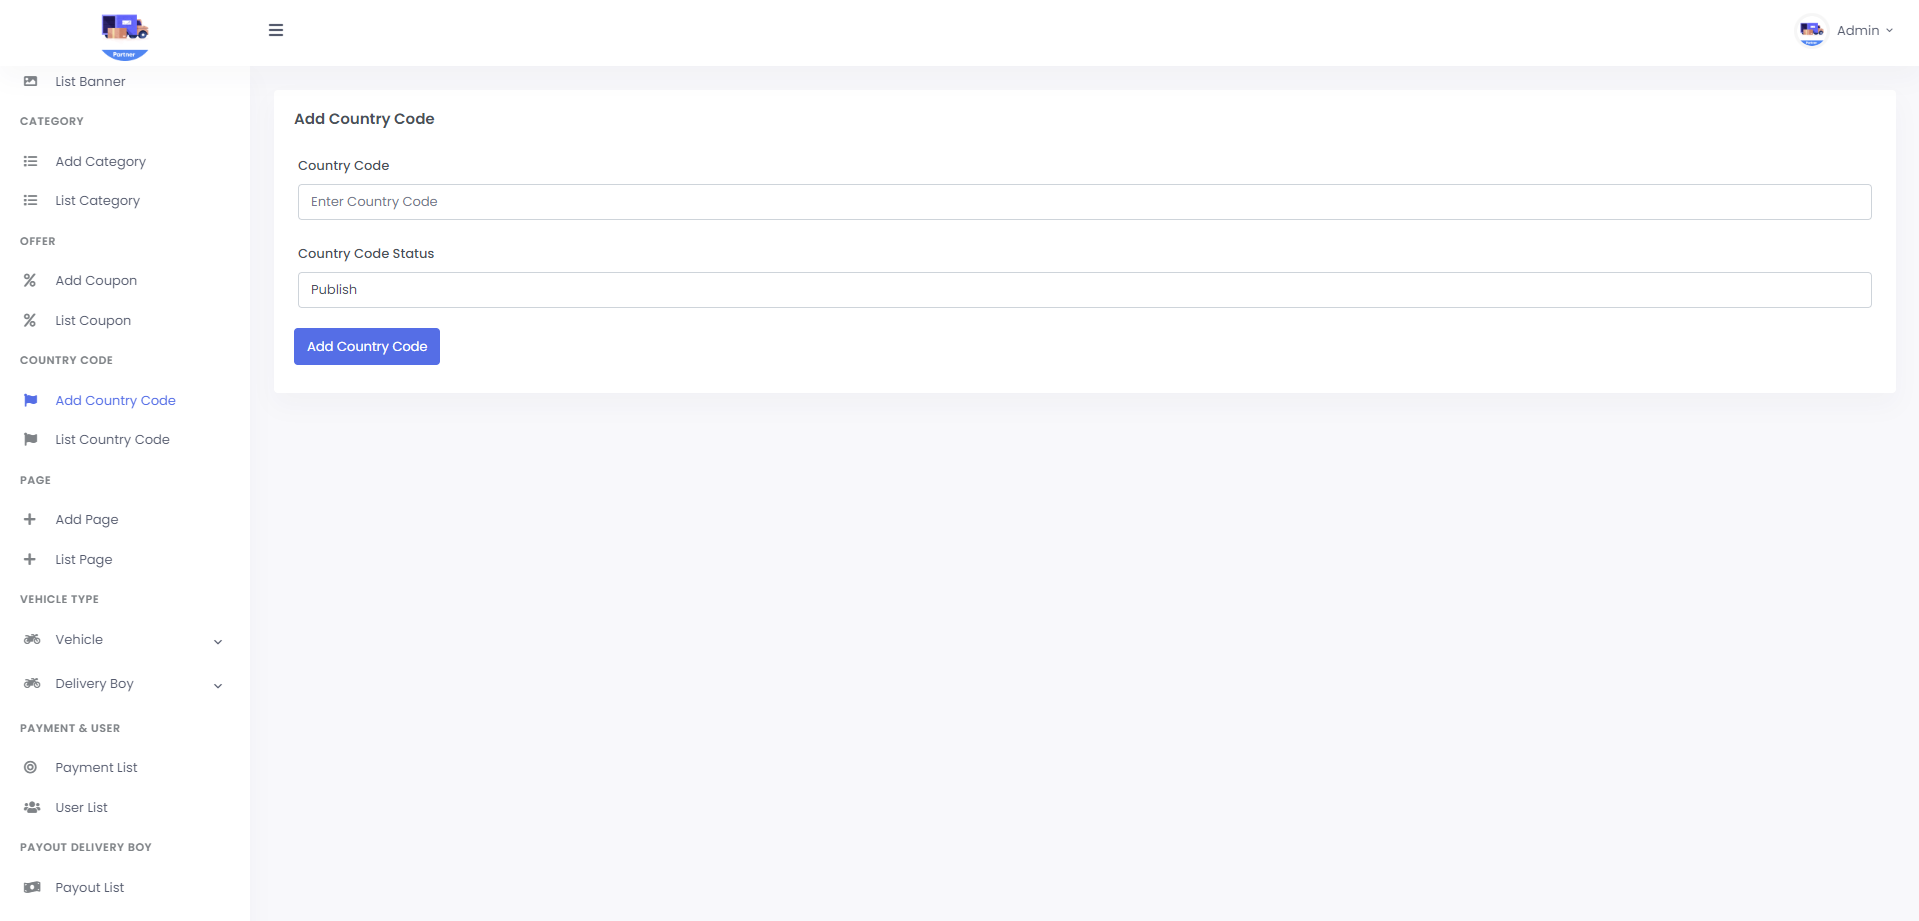 Partner
Admin
List Banner
CATEGORY
Add Category
List Category
OFFER
Add Coupon
List Coupon
COUNTRY CODE
Add Country Code
List Country Code
PAGE
Add Page
List Page
VEHICLE TYPE
Vehicle
Delivery Boy
PAYMENT & USER
Payment List
User List
PAYOUT DELIVERY BOY
Payout List
Add Country Code
Country Code
Enter Country Code
Country Code Status
Publish
Add Country Code